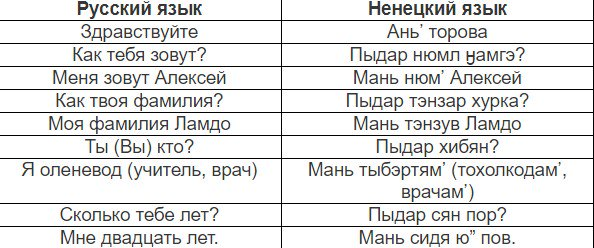 Русский язык Ненецкий язык
Здравствуйте Ань’ торова
Как тебя зовут? Пыдар нюмл ӈамгэ?
Меня зовут Алексей Мань нюм’ Алексей
Как твоя фамилия? Пыдар тэнзар хурка?
Моя фамилия Ламдо Мань тэнзув Ламдо
Ты (Вы) кто? Пыдар хибян?
Я оленевод (учитель, врач) Мань тыбэртям’ (тохолкодам’,
врачам’)
Сколько тебе лет? Пыдар сян пор?
Мне двадцать лет. Мань сидя ю” пов.